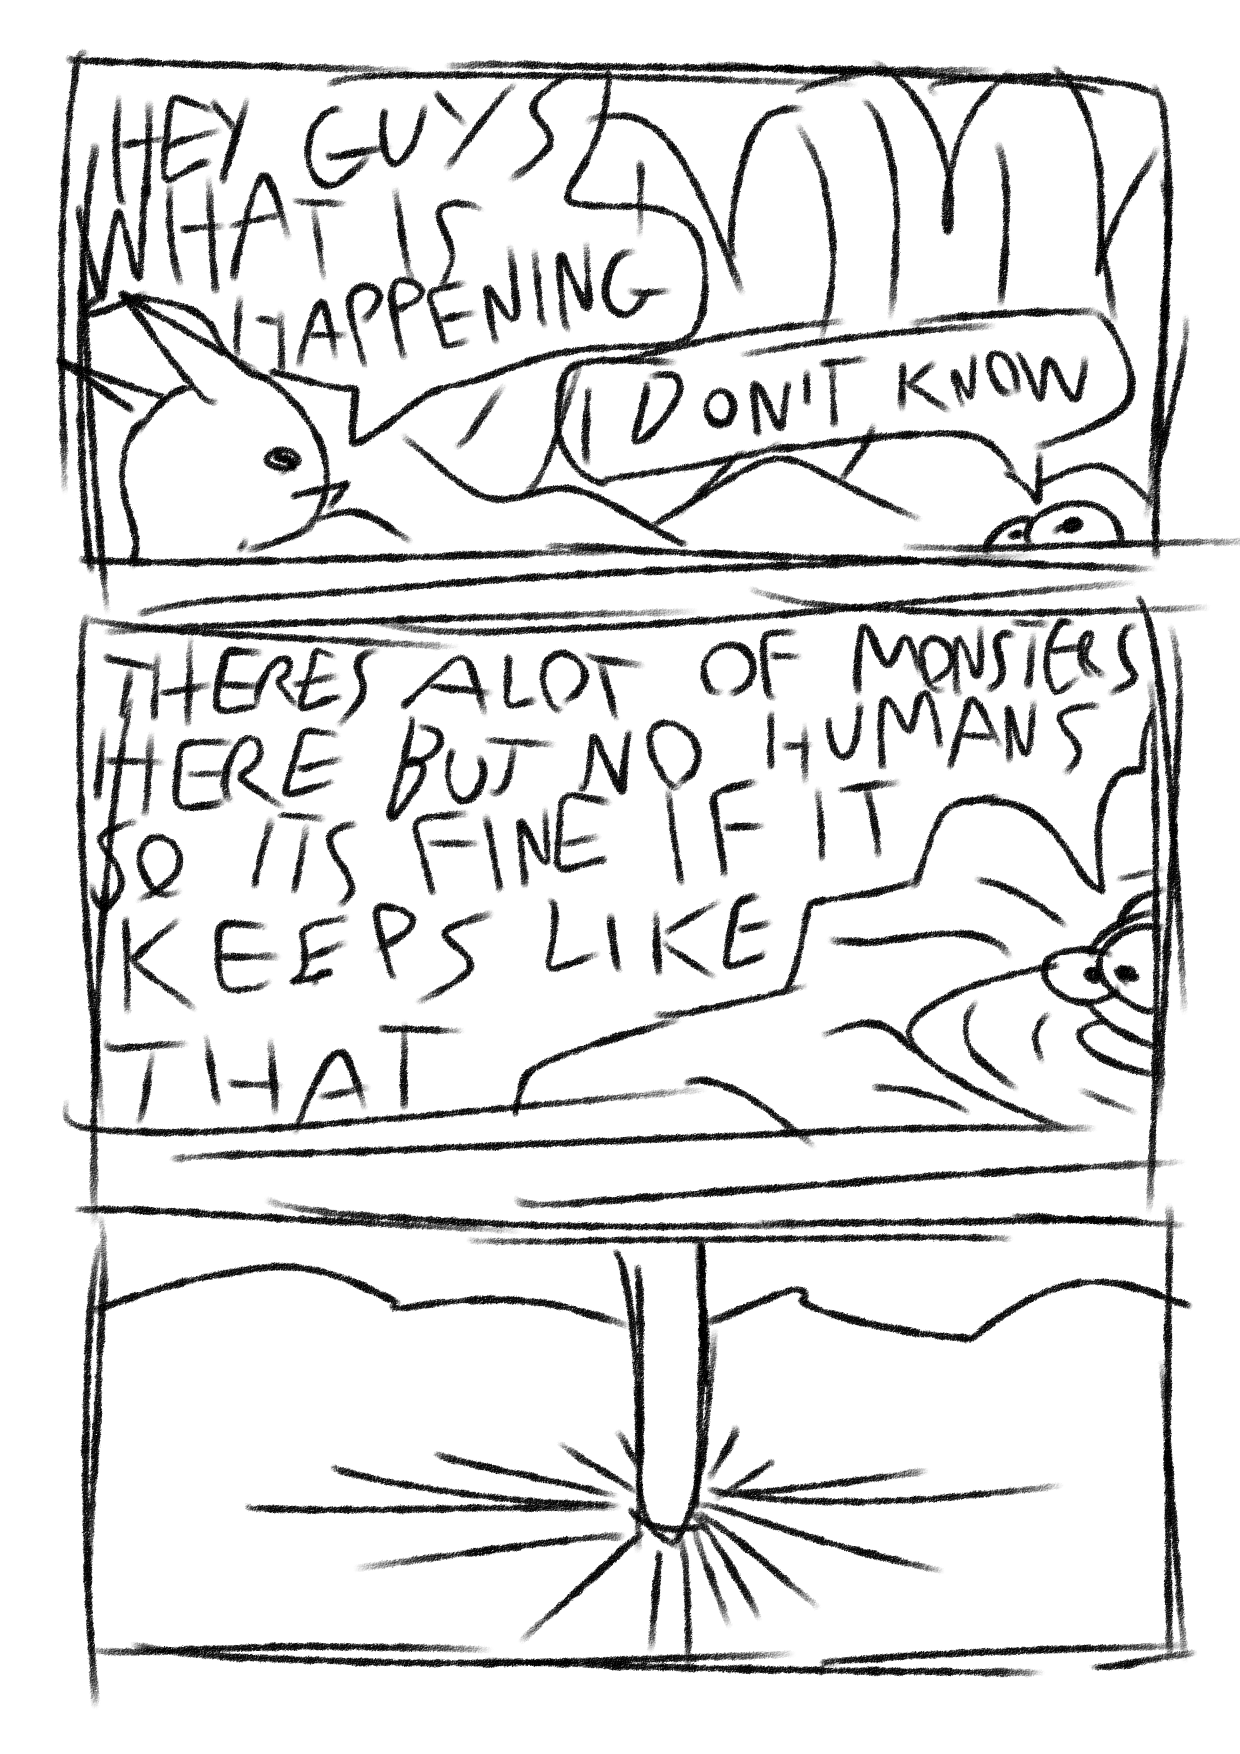 HEY GUYS
WHAT IS
HAPPENING
I DON'T KNOW
THERES ALOT OF MONSTERS
HERE BUT NO HUMANS
SO ITS FINE IF IT
KEEPS LIKE
THAT